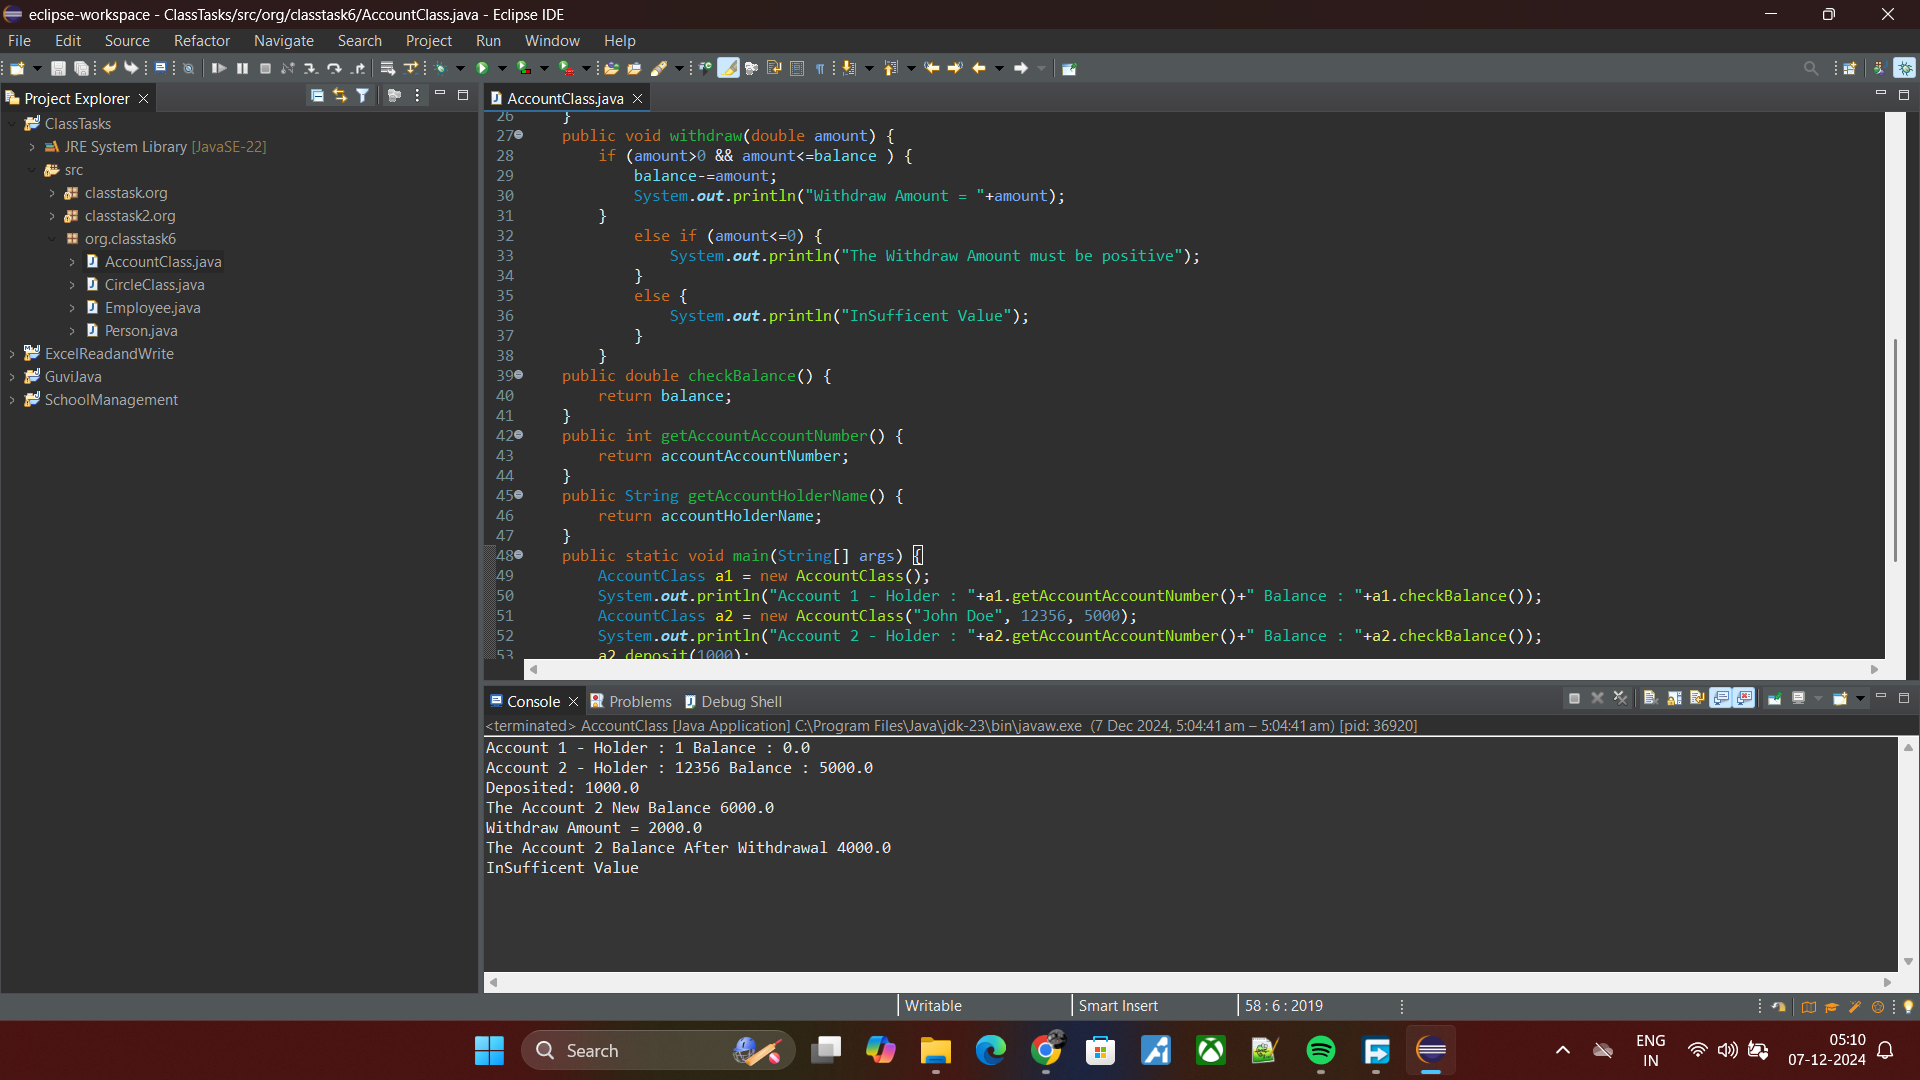 eclipse-workspace - ClassTasks/src/org/classtask6/AccountClass.java - Eclipse IDE
File Edit Source Refactor Navigate Search Project Run Window Help
Project Explorer
ClassTasks
JRE System Library [JavaSE-22]
src
classtask.org
classtask2.org
org.classtask6
AccountClass.java
CircleClass.java
Employee.java
Person.java
ExcelReadandWrite
GuviJava
SchoolManagement
AccountClass.java
26 }
27 public void withdraw(double amount) {
28 if (amount>0 && amount<=balance ) {
29 balance-=amount;
30 System.out.println("Withdraw Amount = "+amount);
31 }
32 else if (amount<=0) {
33 System.out.println("The Withdraw Amount must be positive");
34 }
35 else {
36 System.out.println("InSufficent Value");
37 }
38 }
39 public double checkBalance() {
40 return balance;
41 }
42 public int getAccountAccountNumber() {
43 return accountAccountNumber;
44 }
45 public String getAccountHolderName() {
46 return accountHolderName;
47 }
48 public static void main(String[] args) {
49 AccountClass a1 = new AccountClass();
50 System.out.println("Account 1 - Holder : "+a1.getAccountAccountNumber()+" Balance : "+a1.checkBalance());
51 AccountClass a2 = new AccountClass("John Doe", 12356, 5000);
52 System.out.println("Account 2 - Holder : "+a2.getAccountAccountNumber()+" Balance : "+a2.checkBalance());
53 a2.deposit(1000);
Console Problems Debug Shell
<terminated> AccountClass [Java Application] C:\Program Files\Java\jdk-23\bin\javaw.exe (7 Dec 2024, 5:04:41 am – 5:04:41 am) [pid: 36920]
Account 1 - Holder : 1 Balance : 0.0
Account 2 - Holder : 12356 Balance : 5000.0
Deposited: 1000.0
The Account 2 New Balance 6000.0
Withdraw Amount = 2000.0
The Account 2 Balance After Withdrawal 4000.0
InSufficent Value
Writable Smart Insert 58 : 6 : 2019
Search
ENG
IN
05:10
07-12-2024